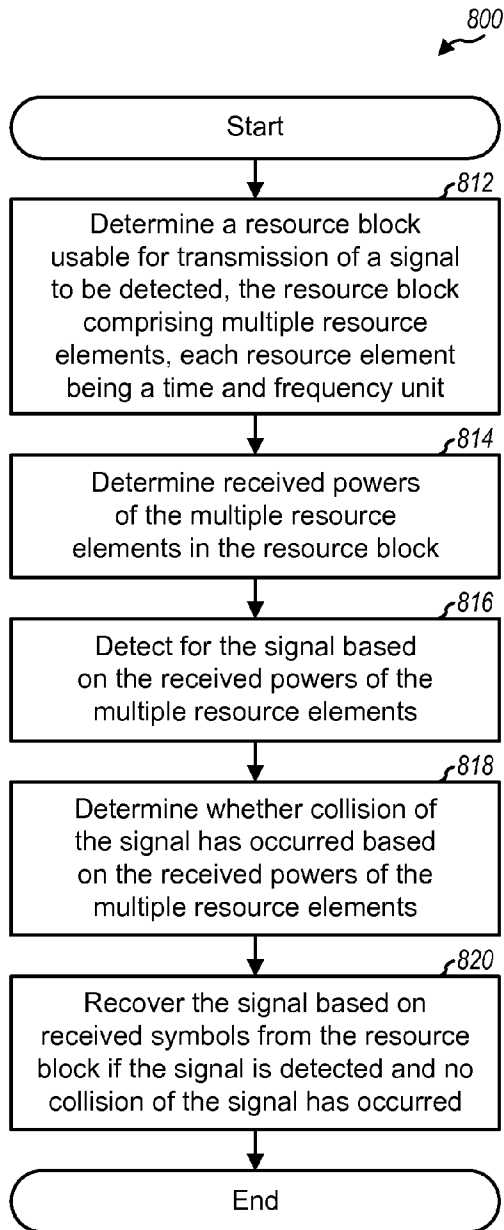 800
Start
812
Determine a resource block
usable for transmission of a signal
to be detected, the resource block
comprising multiple resource
elements, each resource element
being a time and frequency unit
814
Determine received powers
of the multiple resource
elements in the resource block
816
Detect for the signal based
on the received powers of the
multiple resource elements
818
Determine whether collision of
the signal has occurred based
on the received powers of the
multiple resource elements
820
Recover the signal based on
received symbols from the resource
block if the signal is detected and no
collision of the signal has occurred
End